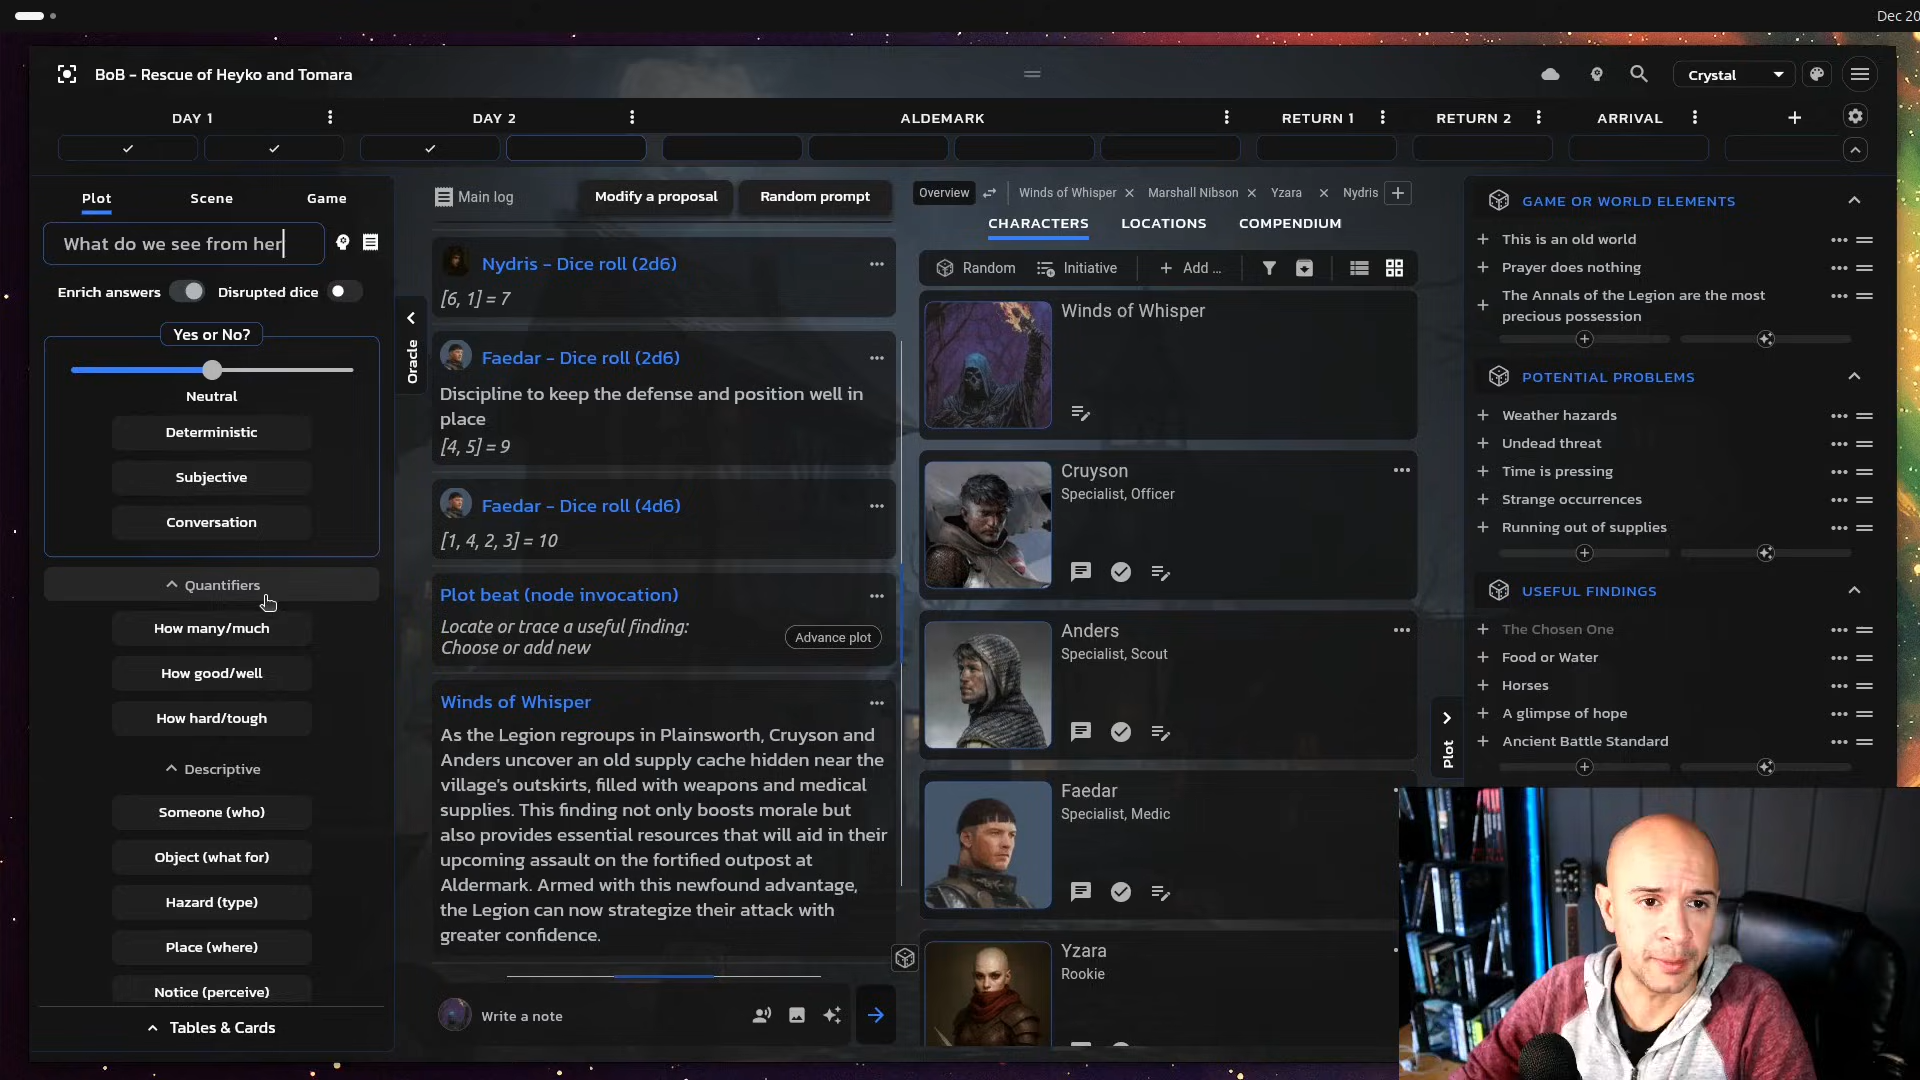 Dec 20
BoB - Rescue of Heyko and Tomara
Crystal
DAY 1
DAY 2
ALDEMARK
RETURN 1
RETURN 2
ARRIVAL
Plot
Scene
Game
What do we see from her
Enrich answers
Disrupted dice
Yes or No?
Neutral
Deterministic
Subjective
Conversation
Quantifiers
How many/much
How good/well
How hard/tough
Descriptive
Someone (who)
Object (what for)
Hazard (type)
Place (where)
Notice (perceive)
Tables & Cards
Oracle
Main log
Modify a proposal
Random prompt
Nydris - Dice roll (2d6)
[6, 1] = 7
Faedar - Dice roll (2d6)
Discipline to keep the defense and position well in
place
[4, 5] = 9
Faedar - Dice roll (4d6)
[1, 4, 2, 3] = 10
Plot beat (node invocation)
Locate or trace a useful finding:
Choose or add new
Advance plot
Winds of Whisper
As the Legion regroups in Plainsworth, Cruyson and
Anders uncover an old supply cache hidden near the
village's outskirts, filled with weapons and medical
supplies. This finding not only boosts morale but
also provides essential resources that will aid in their
upcoming assault on the fortified outpost at
Aldermark. Armed with this newfound advantage,
the Legion can now strategize their attack with
greater confidence.
Write a note
Overview
Winds of Whisper
Marshall Nibson
Yzara
Nydris
CHARACTERS
LOCATIONS
COMPENDIUM
Random
Initiative
Add ...
Winds of Whisper
Cruyson
Specialist, Officer
Anders
Specialist, Scout
Faedar
Specialist, Medic
Yzara
Rookie
Plot
GAME OR WORLD ELEMENTS
This is an old world
Prayer does nothing
The Annals of the Legion are the most
precious possession
POTENTIAL PROBLEMS
Weather hazards
Undead threat
Time is pressing
Strange occurrences
Running out of supplies
USEFUL FINDINGS
The Chosen One
Food or Water
Horses
A glimpse of hope
Ancient Battle Standard